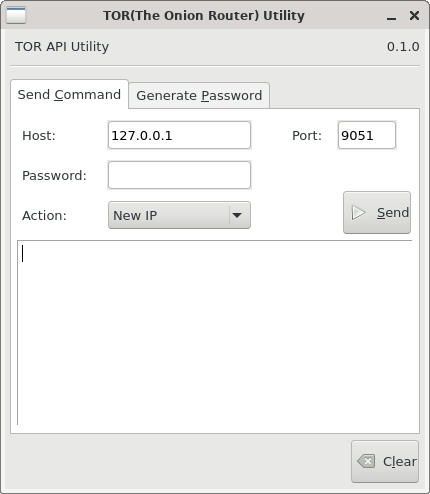 TOR(The Onion Router) Utility
TOR API Utility 0.1.0
Send Command Generate Password
Host: 127.0.0.1 Port: 9051
Password:
Action: New IP Send
Clear